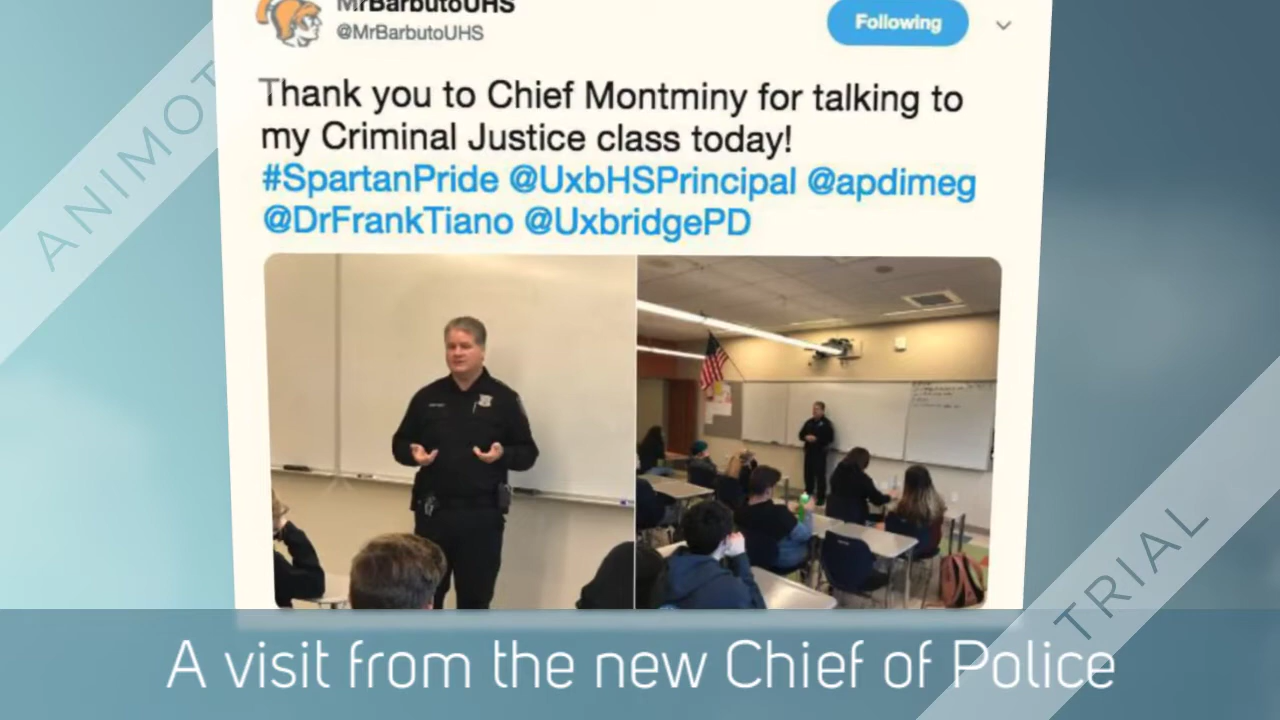 MrBarbutoUHS
@MrBarbutoUHS
Following
Thank you to Chief Montminy for talking to
my Criminal Justice class today!
#SpartanPride @UxbHSPrincipal @apdimeg
@DrFrankTiano @UxbridgePD
ANIMOT
TRIAL
A visit from the new Chief of Police